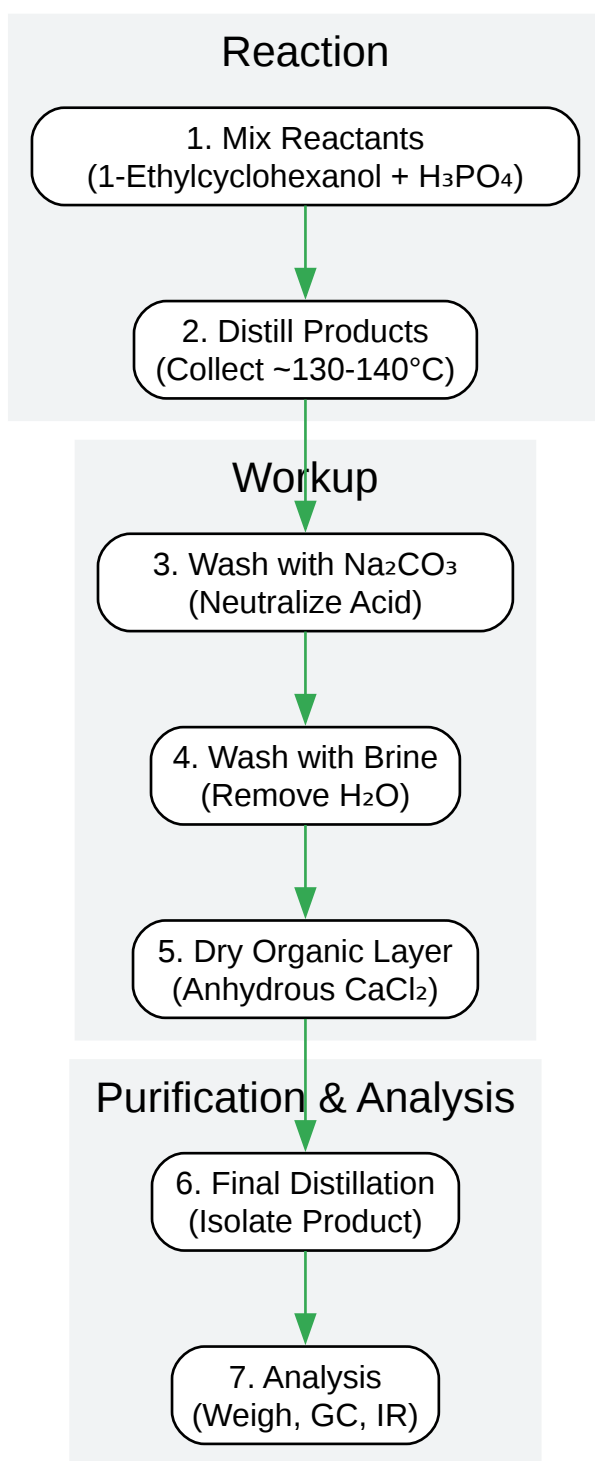 Reaction
1. Mix Reactants
(1-Ethylcyclohexanol + H₃PO₄)
2. Distill Products
(Collect ~130-140°C)
Workup
3. Wash with Na₂CO₃
(Neutralize Acid)
4. Wash with Brine
(Remove H₂O)
5. Dry Organic Layer
(Anhydrous CaCl₂)
Purification & Analysis
6. Final Distillation
(Isolate Product)
7. Analysis
(Weigh, GC, IR)